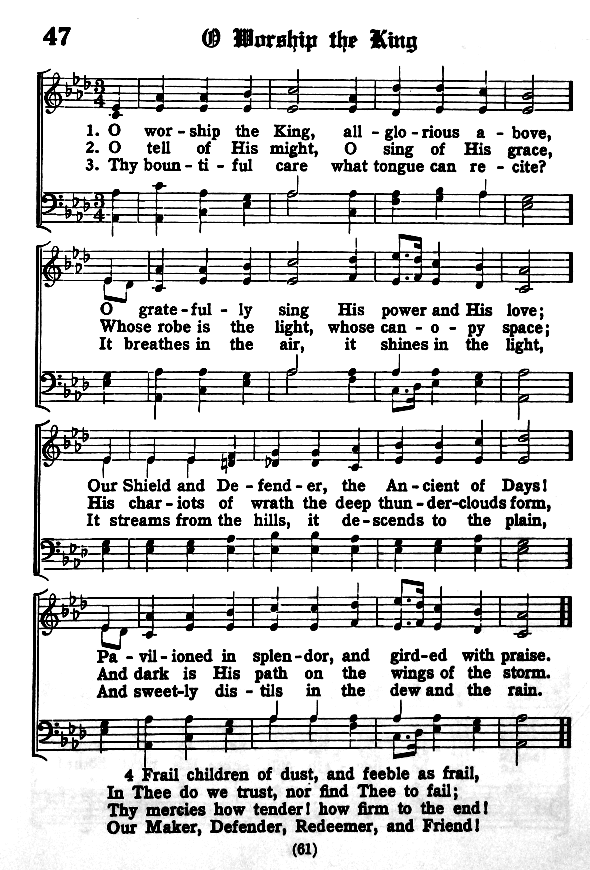 47 O Worship the King
1. O wor - ship the King, all - glo - rious a - bove,
2. O tell of His might, O sing of His grace,
3. Thy boun - ti - ful care what tongue can re - cite?
O grate - ful - ly sing His power and His love;
Whose robe is the light, whose can - o - py space;
It breathes in the air, it shines in the light,
Our Shield and De - fend - er, the An - cient of Days!
His char - iots of wrath the deep thun - der - clouds form,
It streams from the hills, it de - scends to the plain,
Pa - vil - ioned in splen - dor, and gird - ed with praise.
And dark is His path on the wings of the storm.
And sweet - ly dis - tils in the dew and the rain.
4 Frail children of dust, and feeble as frail,
In Thee do we trust, nor find Thee to fail;
Thy mercies how tender! how firm to the end!
Our Maker, Defender, Redeemer, and Friend!
(61)